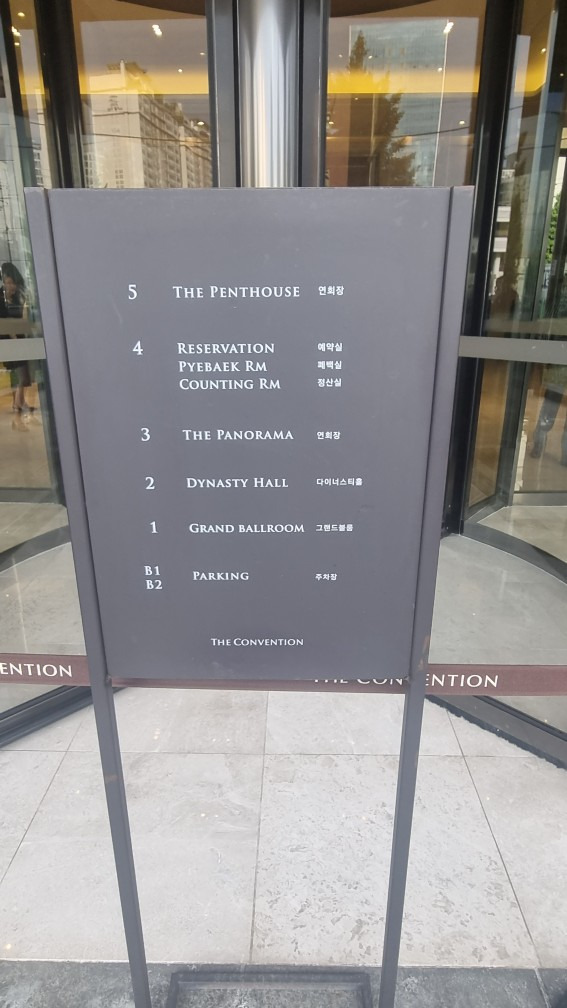 5 THE PENTHOUSE 연회장
4 RESERVATION 예약실
PYEBAEK RM 폐백실
COUNTING RM 정산실
3 THE PANORAMA 연회장
2 DYNASTY HALL 다이너스티홀
1 GRAND BALLROOM 그랜드볼룸
B1
B2 PARKING 주차장
THE CONVENTION
ENTION
THE CONVENTION